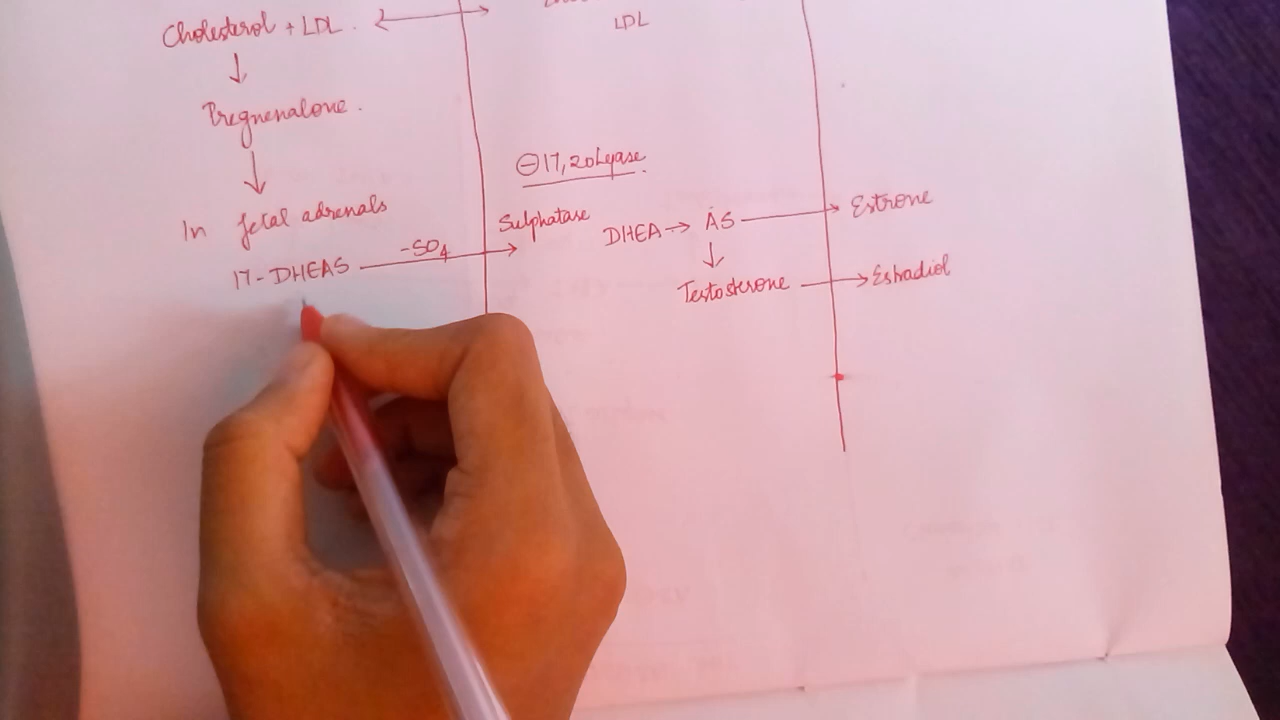 Cholesterol + LDL.
LDL
Pregnenalone.
⊖17,20 Lyase.
In fetal adrenals
Sulphatase
17-DHEAS
-SO4
DHEA → AS → Estrone
Testosterone → Estradiol